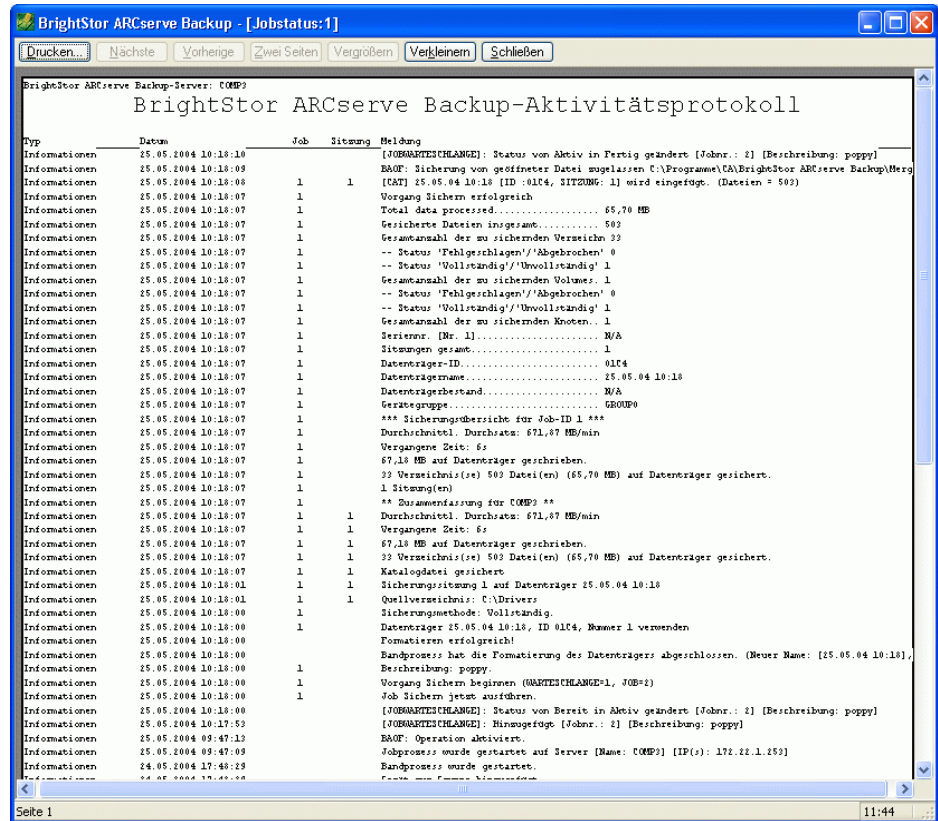 BrightStor ARCserve Backup - [Jobstatus:1]
Drucken... Nächste Vorherige Zwei Seiten Vergrößern Verkleinern Schließen
BrightStor ARCserve Backup-Server: COMP3
BrightStor ARCserve Backup-Aktivitätsprotokoll
Typ Datum Job Sitzung Meldung
Informationen 25.05.2004 10:18:10 [JOBWARTESCHLANGE]: Status von Aktiv in Fertig geändert [Jobnr.: 2] [Beschreibung: poppy]
Informationen 25.05.2004 10:18:09 BAOF: Sicherung von geöffneter Datei zugelassen C:\Programme\CA\BrightStor ARCserve Backup\Merg
Informationen 25.05.2004 10:18:08 1 1 [CAT] 25.05.04 10:18 [ID :01C4, SITZUNG: 1] wird eingefügt. (Dateien = 503)
Informationen 25.05.2004 10:18:07 1 Vorgang Sichern erfolgreich
Informationen 25.05.2004 10:18:07 1 Total data processed................... 65,70 MB
Informationen 25.05.2004 10:18:07 1 Gesicherte Dateien insgesamt........... 503
Informationen 25.05.2004 10:18:07 1 Gesamtanzahl der zu sichernden Verzeichn 33
Informationen 25.05.2004 10:18:07 1 -- Status 'Fehlgeschlagen'/'Abgebrochen' 0
Informationen 25.05.2004 10:18:07 1 -- Status 'Vollständig'/'Unvollständig' 1
Informationen 25.05.2004 10:18:07 1 Gesamtanzahl der zu sichernden Volumes. 1
Informationen 25.05.2004 10:18:07 1 -- Status 'Fehlgeschlagen'/'Abgebrochen' 0
Informationen 25.05.2004 10:18:07 1 -- Status 'Vollständig'/'Unvollständig' 1
Informationen 25.05.2004 10:18:07 1 Gesamtanzahl der zu sichernden Knoten.. 1
Informationen 25.05.2004 10:18:07 1 Seriennr. [Nr. 1]...................... N/A
Informationen 25.05.2004 10:18:07 1 Sitzungen gesamt....................... 1
Informationen 25.05.2004 10:18:07 1 Datenträger-ID......................... 01C4
Informationen 25.05.2004 10:18:07 1 Datenträgername........................ 25.05.04 10:18
Informationen 25.05.2004 10:18:07 1 Datenträgerbestand..................... N/A
Informationen 25.05.2004 10:18:07 1 Gerätegruppe........................... GROUP0
Informationen 25.05.2004 10:18:07 1 *** Sicherungsübersicht für Job-ID 1 ***
Informationen 25.05.2004 10:18:07 1 Durchschnittl. Durchsatz: 671,87 MB/min
Informationen 25.05.2004 10:18:07 1 Vergangene Zeit: 6s
Informationen 25.05.2004 10:18:07 1 67,18 MB auf Datenträger geschrieben.
Informationen 25.05.2004 10:18:07 1 33 Verzeichnis(se) 503 Datei(en) (65,70 MB) auf Datenträger gesichert.
Informationen 25.05.2004 10:18:07 1 1 Sitzung(en)
Informationen 25.05.2004 10:18:07 1 ** Zusammenfassung für COMP3 **
Informationen 25.05.2004 10:18:07 1 1 Durchschnittl. Durchsatz: 671,87 MB/min
Informationen 25.05.2004 10:18:07 1 1 Vergangene Zeit: 6s
Informationen 25.05.2004 10:18:07 1 1 67,18 MB auf Datenträger geschrieben.
Informationen 25.05.2004 10:18:07 1 1 33 Verzeichnis(se) 503 Datei(en) (65,70 MB) auf Datenträger gesichert.
Informationen 25.05.2004 10:18:07 1 1 Katalogdatei gesichert
Informationen 25.05.2004 10:18:01 1 1 Sicherungssitzung 1 auf Datenträger 25.05.04 10:18
Informationen 25.05.2004 10:18:01 1 1 Quellverzeichnis: C:\Drivers
Informationen 25.05.2004 10:18:00 1 Sicherungsmethode: Vollständig.
Informationen 25.05.2004 10:18:00 1 Datenträger 25.05.04 10:18, ID 01C4, Nummer 1 verwenden
Informationen 25.05.2004 10:18:00 Formatieren erfolgreich!
Informationen 25.05.2004 10:18:00 Bandprozess hat die Formatierung des Datenträgers abgeschlossen. (Neuer Name: [25.05.04 10:18],
Informationen 25.05.2004 10:18:00 1 Beschreibung: poppy.
Informationen 25.05.2004 10:18:00 1 Vorgang Sichern beginnen (WARTESCHLANGE=1, JOB=2)
Informationen 25.05.2004 10:18:00 1 Job Sichern jetzt ausführen.
Informationen 25.05.2004 10:18:00 [JOBWARTESCHLANGE]: Status von Bereit in Aktiv geändert [Jobnr.: 2] [Beschreibung: poppy]
Informationen 25.05.2004 10:17:53 [JOBWARTESCHLANGE]: Hinzugefügt [Jobnr.: 2] [Beschreibung: poppy]
Informationen 25.05.2004 09:47:13 BAOF: Operation aktiviert.
Informationen 25.05.2004 09:47:09 Jobprozess wurde gestartet auf Server [Name: COMP3] [IP(s): 172.22.1.253]
Informationen 24.05.2004 17:48:29 Bandprozess wurde gestartet.
Seite 1 11:44